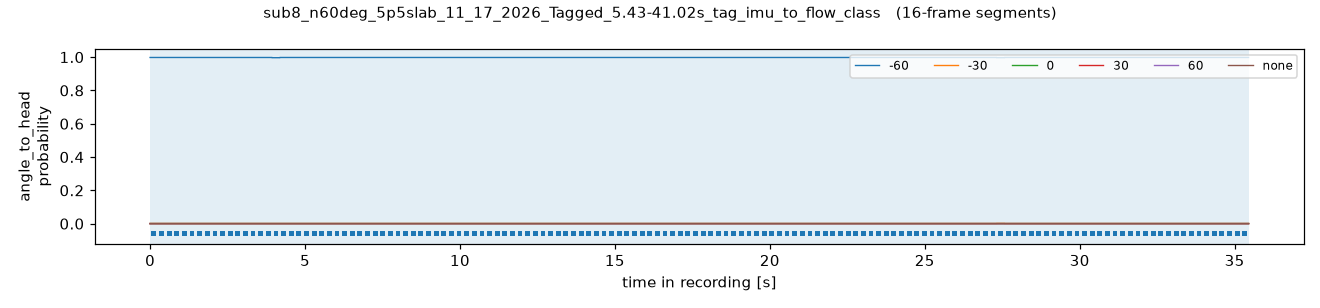 sub8_n60deg_5p5slab_11_17_2026_Tagged_5.43-41.02s_tag_imu_to_flow_class (16-frame segments)
-60 -30 0 30 60 none
angle_to_head
probability
1.0
0.8
0.6
0.4
0.2
0.0
0 5 10 15 20 25 30 35
time in recording [s]